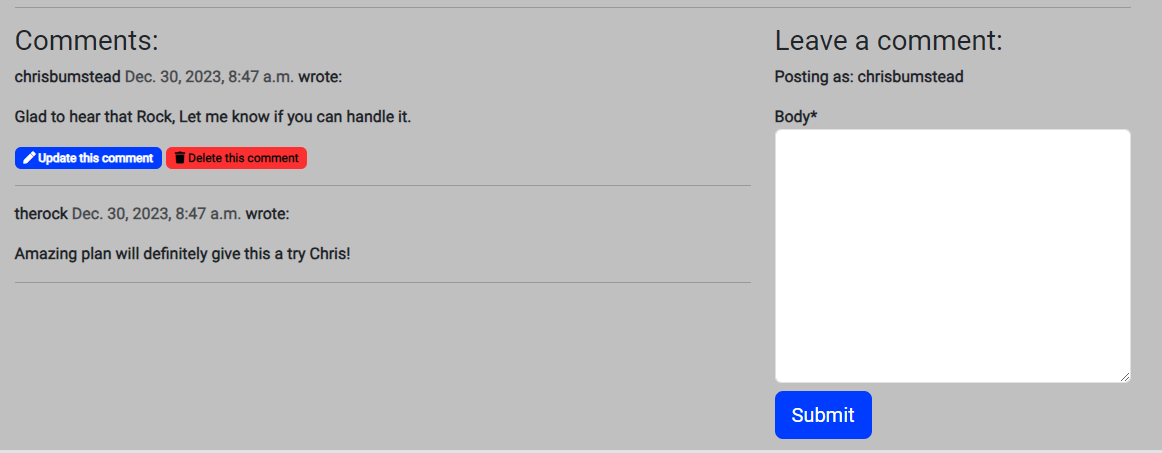 Comments:
chrisbumstead Dec. 30, 2023, 8:47 a.m. wrote:
Glad to hear that Rock, Let me know if you can handle it.
Update this comment Delete this comment
therock Dec. 30, 2023, 8:47 a.m. wrote:
Amazing plan will definitely give this a try Chris!
Leave a comment:
Posting as: chrisbumstead
Body*
Submit